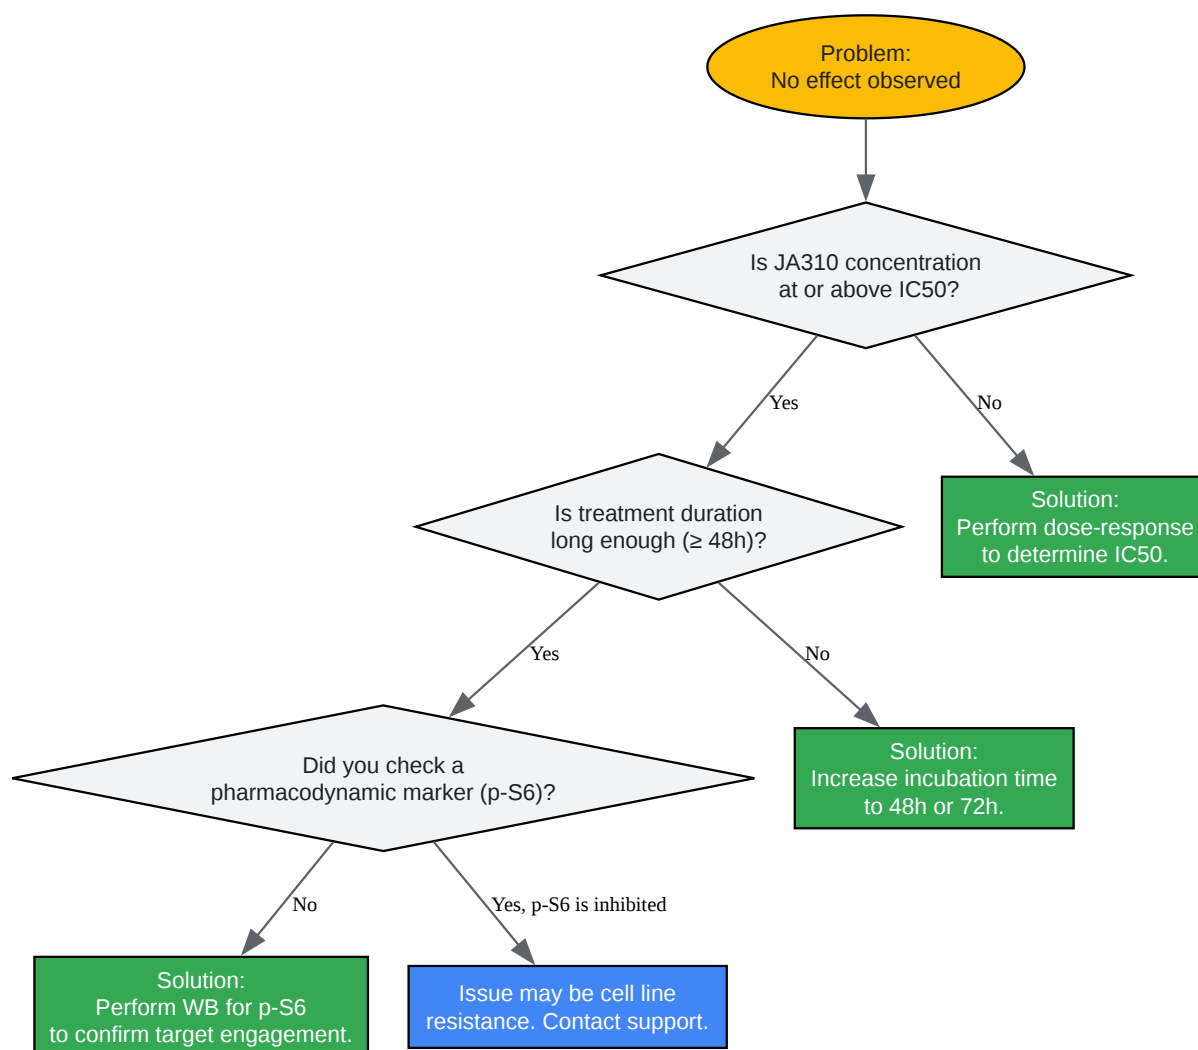 Problem:
No effect observed
Is JA310 concentration
at or above IC50?
Yes
No
Is treatment duration
long enough (≥ 48h)?
Solution:
Perform dose-response
to determine IC50.
Yes
No
Did you check a
pharmacodynamic marker (p-S6)?
Solution:
Increase incubation time
to 48h or 72h.
No
Yes, p-S6 is inhibited
Solution:
Perform WB for p-S6
to confirm target engagement.
Issue may be cell line
resistance. Contact support.